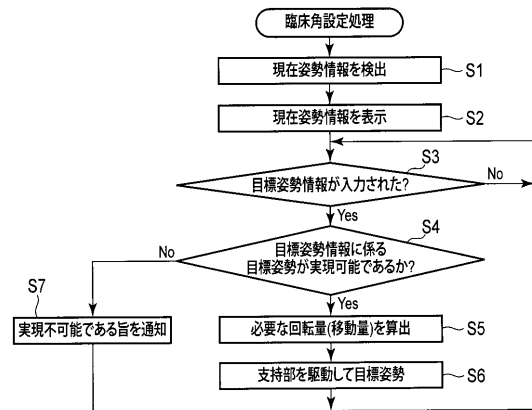 臨床角設定処理
現在姿勢情報を検出
S1
現在姿勢情報を表示
S2
S3
目標姿勢情報が入力された?
No
Yes
S4
目標姿勢情報に係る
目標姿勢が実現可能であるか?
No
Yes
S7
実現不可能である旨を通知
必要な回転量(移動量)を算出
S5
支持部を駆動して目標姿勢
S6